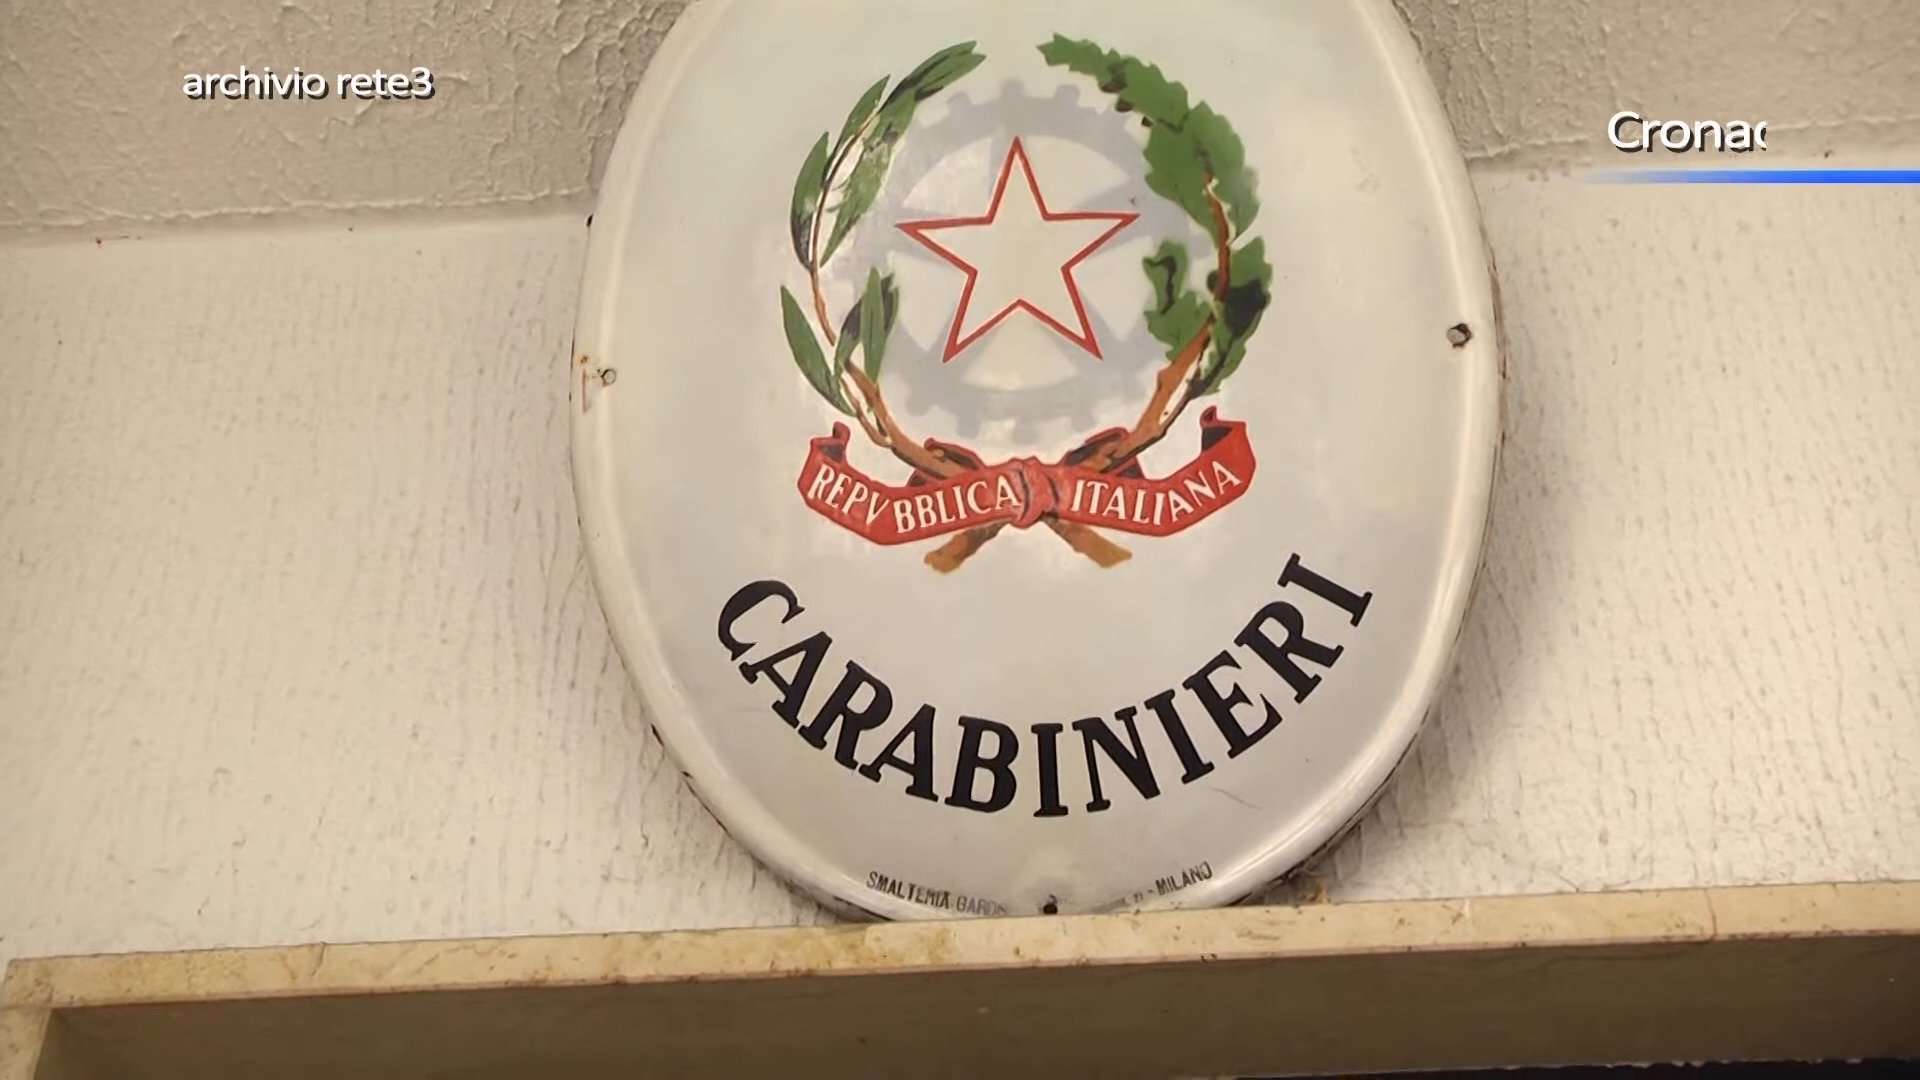 archivio rete3
Cronac
REPVBBLICA ITALIANA
CARABINIERI
SMALTERIA - MILANO